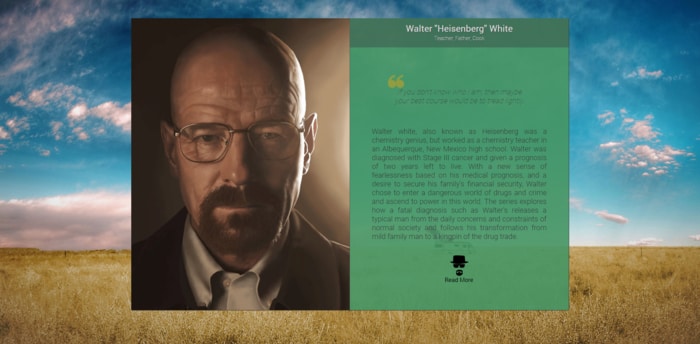 Walter "Heisenberg" White
Teacher, Father, Cook
If you don't know who I am, then maybe
your best course would be to tread lightly
Walter white, also known as Heisenberg was a
chemistry genius, but worked as a chemistry teacher in
an Albequerque, New Mexico high school. Walter was
diagnosed with Stage III cancer and given a prognosis
of two years left to live. With a new sense of
fearlessness based on his medical prognosis, and a
desire to secure his family's financial security, Walter
chose to enter a dangerous world of drugs and crime
and ascend to power in this world. The series explores
how a fatal diagnosis such as Walter's releases a
typical man from the daily concerns and constraints of
normal society and follows his transformation from
mild family man to a kingpin of the drug trade.
Read More